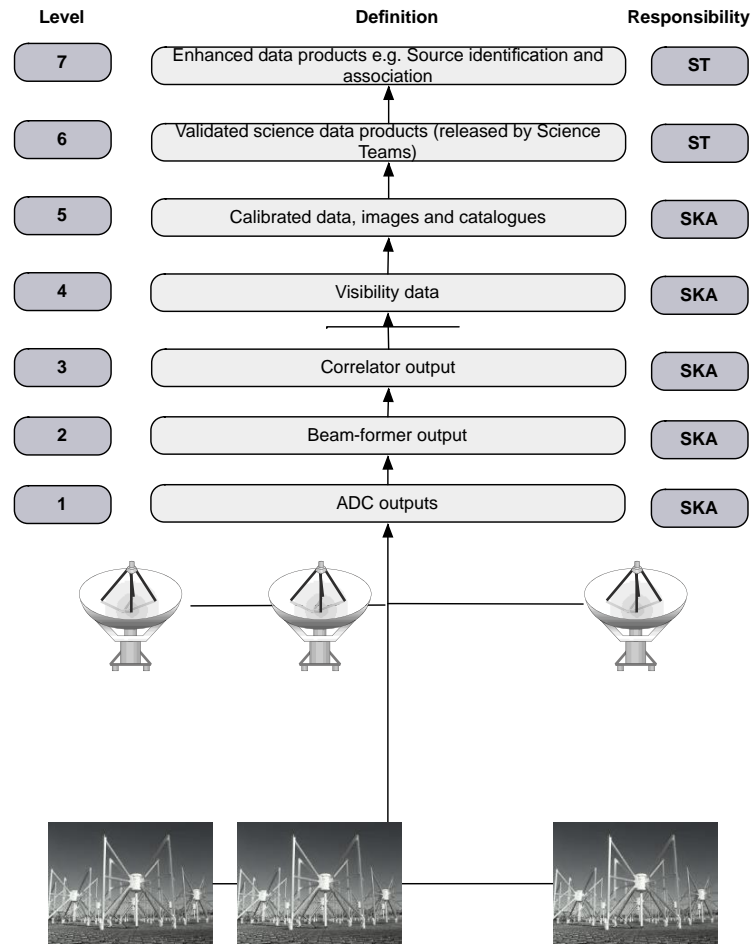 Level Definition Responsibility
7 Enhanced data products e.g. Source identification and association ST
6 Validated science data products (released by Science Teams) ST
5 Calibrated data, images and catalogues SKA
4 Visibility data SKA
3 Correlator output SKA
2 Beam-former output SKA
1 ADC outputs SKA